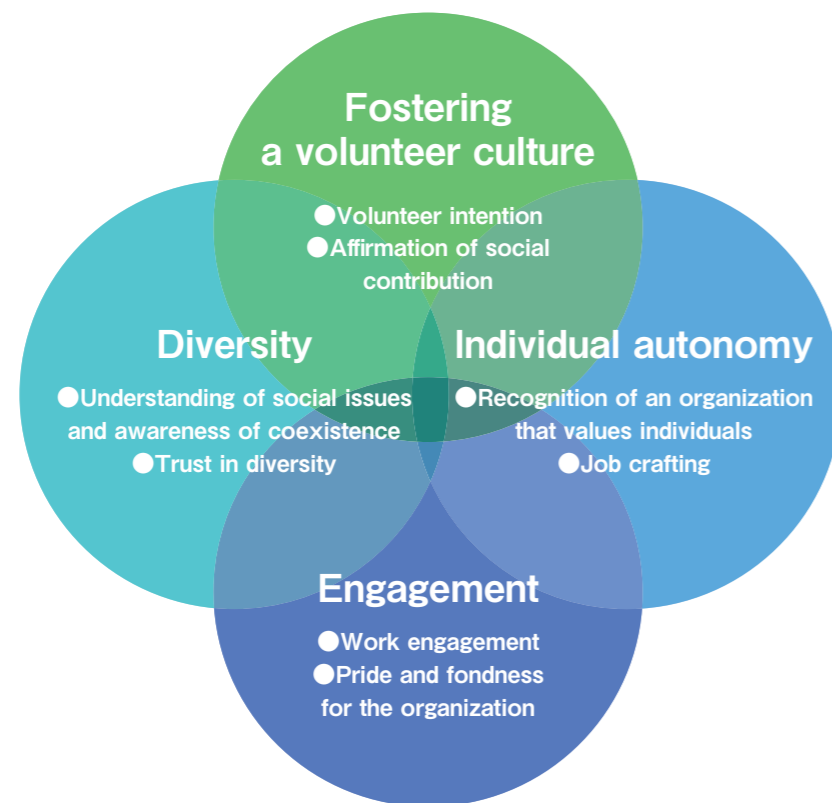 Fostering
a volunteer culture
●Volunteer intention
●Affirmation of social
contribution
Diversity
●Understanding of social issues
and awareness of coexistence
●Trust in diversity
Individual autonomy
●Recognition of an organization
that values individuals
●Job crafting
Engagement
●Work engagement
●Pride and fondness
for the organization